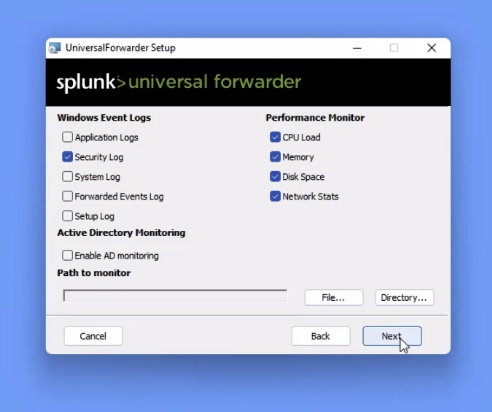 UniversalForwarder Setup
splunk>universal forwarder
Windows Event Logs
Application Logs
Security Log
System Log
Forwarded Events Log
Setup Log
Performance Monitor
CPU Load
Memory
Disk Space
Network Stats
Active Directory Monitoring
Enable AD monitoring
Path to monitor
File...
Directory...
Cancel
Back
Next